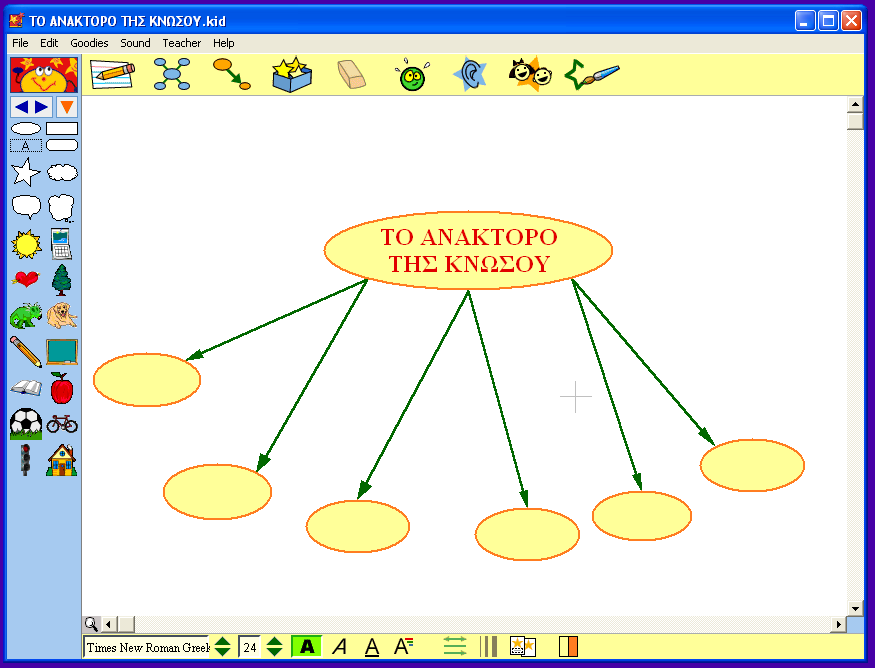 ΤΟ ΑΝΑΚΤΟΡΟ ΤΗΣ ΚΝΩΣΟΥ.kid
File Edit Goodies Sound Teacher Help
A
ΤΟ ΑΝΑΚΤΟΡΟ
ΤΗΣ ΚΝΩΣΟΥ
Times New Roman Greek 24 A A A A